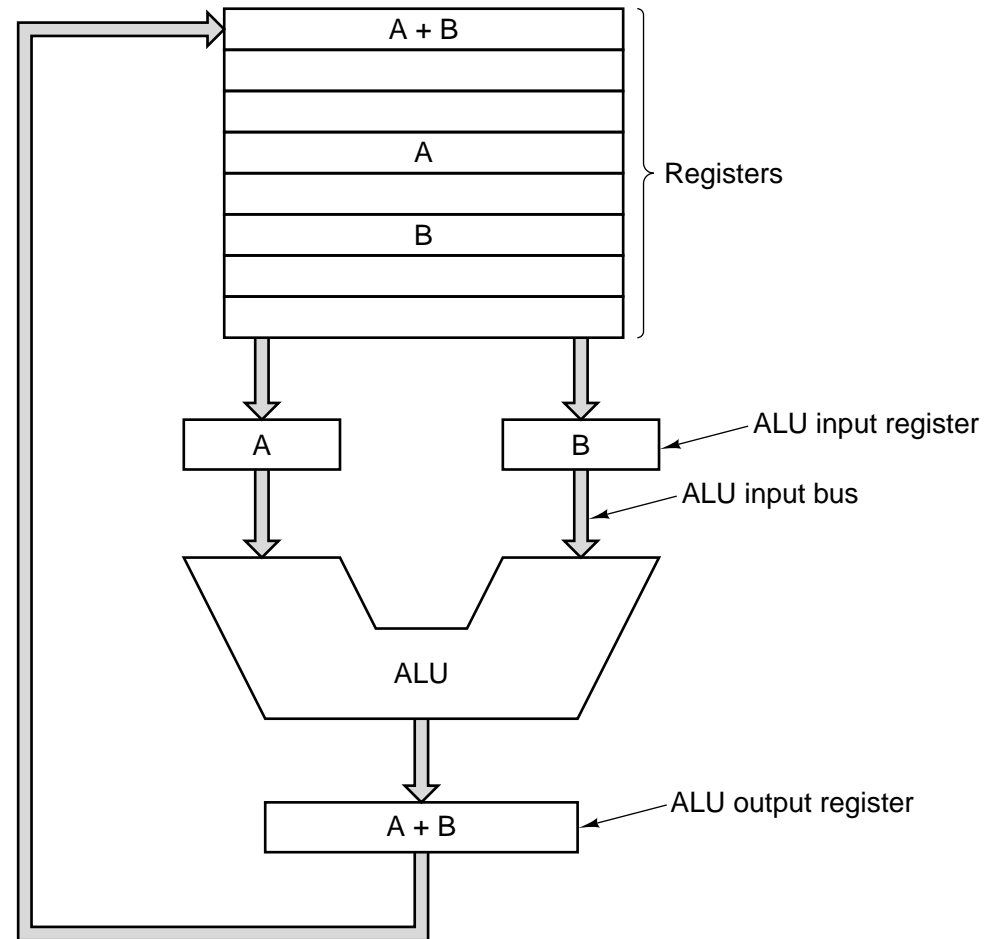 A + B
A
Registers
B
A
B
ALU input register
ALU input bus
ALU
ALU output register
A + B